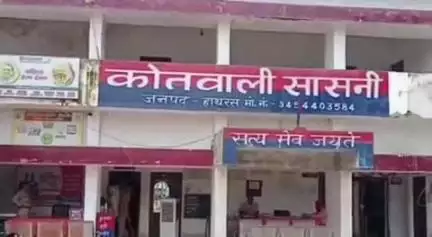 कोतवाली सासनी
जनपद - हाथरस मो. नं.- 3454403584
सत्य मेव जयते